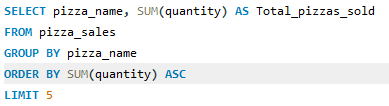 SELECT pizza_name, SUM(quantity) AS Total_pizzas_sold
FROM pizza_sales
GROUP BY pizza_name
ORDER BY SUM(quantity) ASC
LIMIT 5